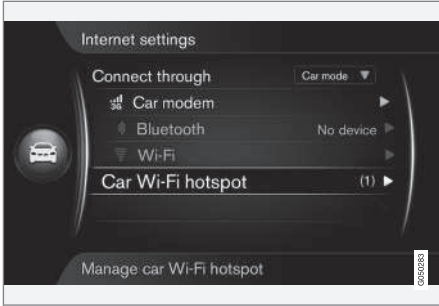 Internet settings
Connect through Car mode
3G Car modem
Bluetooth No device
Wi-Fi
Car Wi-Fi hotspot (1)
Manage car Wi-Fi hotspot
G050283